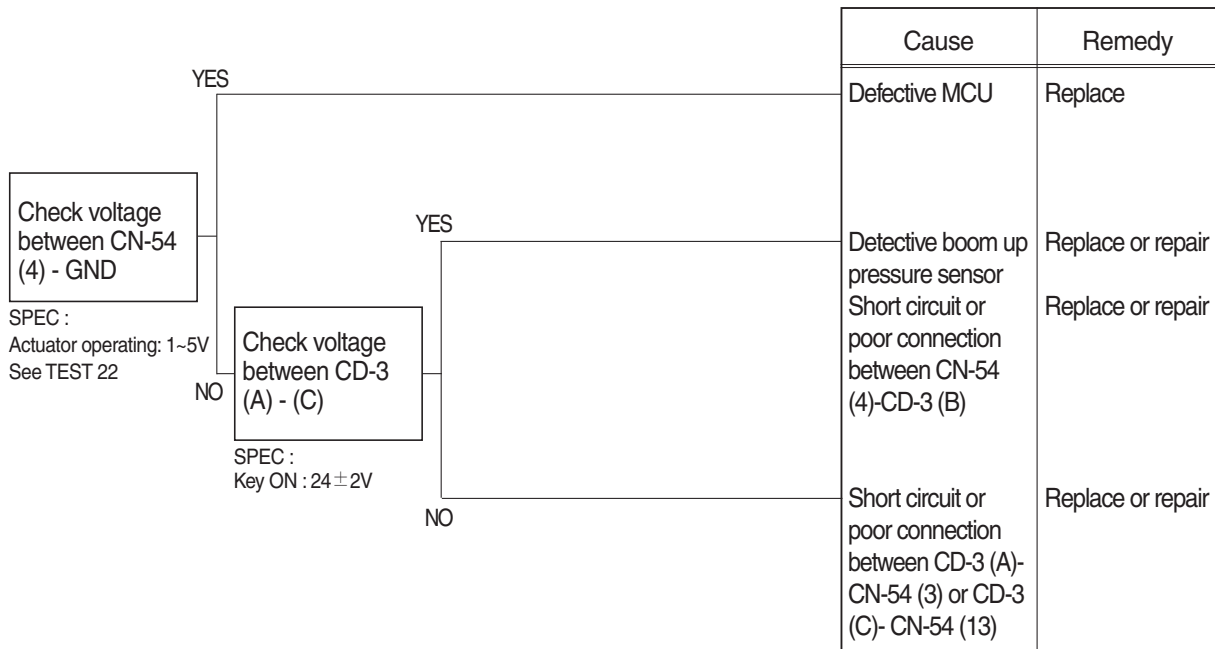 Cause
Remedy
YES
Defective MCU
Replace
Check voltage
between CN-54
(4) - GND
SPEC :
Actuator operating: 1~5V
See TEST 22
NO
YES
Detective boom up
pressure sensor
Replace or repair
Short circuit or
poor connection
between CN-54
(4)-CD-3 (B)
Replace or repair
Check voltage
between CD-3
(A) - (C)
SPEC :
Key ON : 24±2V
NO
Short circuit or
poor connection
between CD-3 (A)-
CN-54 (3) or CD-3
(C)- CN-54 (13)
Replace or repair